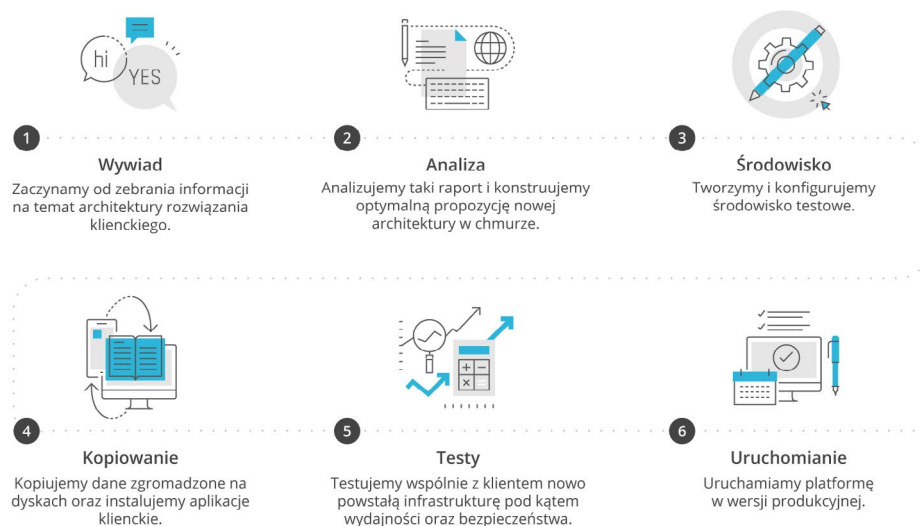 hi
YES
1
2
3
Wywiad
Zaczynamy od zebrania informacji
na temat architektury rozwiązania
klienckiego.
Analiza
Analizujemy taki raport i konstruujemy
optymalną propozycję nowej
architektury w chmurze.
Środowisko
Tworzymy i konfigurujemy
środowisko testowe.
4
5
6
Kopiowanie
Kopiujemy dane zgromadzone na
dyskach oraz instalujemy aplikacje
klienckie.
Testy
Testujemy wspólnie z klientem nowo
powstałą infrastrukturę pod kątem
wydajności oraz bezpieczeństwa.
Uruchomianie
Uruchamiamy platformę
w wersji produkcyjnej.